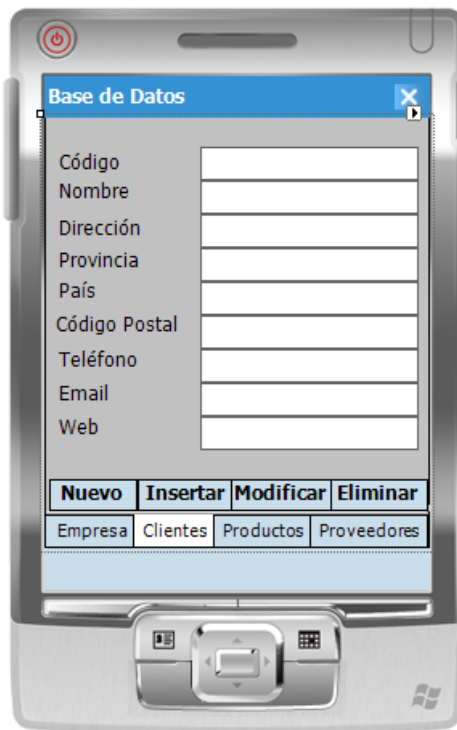 Base de Datos
Código
Nombre
Dirección
Provincia
País
Código Postal
Teléfono
Email
Web
Nuevo Insertar Modificar Eliminar
Empresa Clientes Productos Proveedores